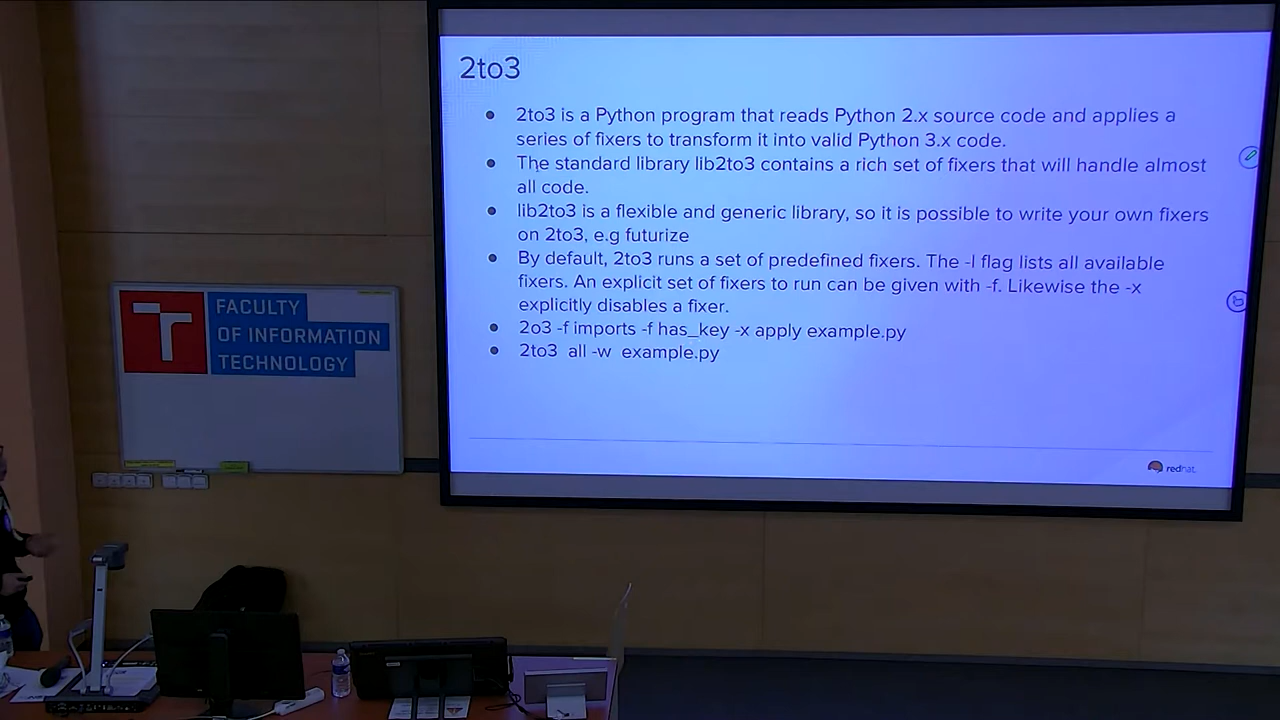 2to3
2to3 is a Python program that reads Python 2.x source code and applies a
series of fixers to transform it into valid Python 3.x code.
The standard library lib2to3 contains a rich set of fixers that will handle almost
all code.
lib2to3 is a flexible and generic library, so it is possible to write your own fixers
on 2to3, e.g futurize
By default, 2to3 runs a set of predefined fixers. The -l flag lists all available
fixers. An explicit set of fixers to run can be given with -f. Likewise the -x
explicitly disables a fixer.
2o3 -f imports -f has_key -x apply example.py
2to3 all -w example.py
redhat.
FACULTY
OF INFORMATION
TECHNOLOGY